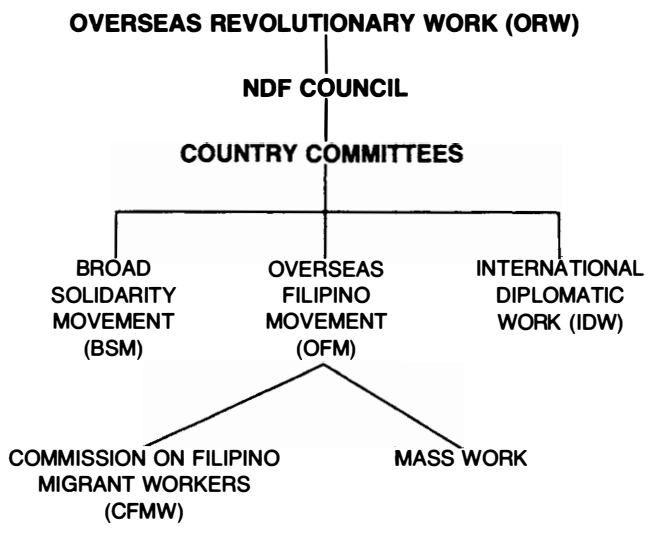 OVERSEAS REVOLUTIONARY WORK (ORW)
NDF COUNCIL
COUNTRY COMMITTEES
BROAD
SOLIDARITY
MOVEMENT
(BSM)
OVERSEAS
FILIPINO
MOVEMENT
(OFM)
INTERNATIONAL
DIPLOMATIC
WORK (IDW)
COMMISSION ON FILIPINO
MIGRANT WORKERS
(CFMW)
MASS WORK